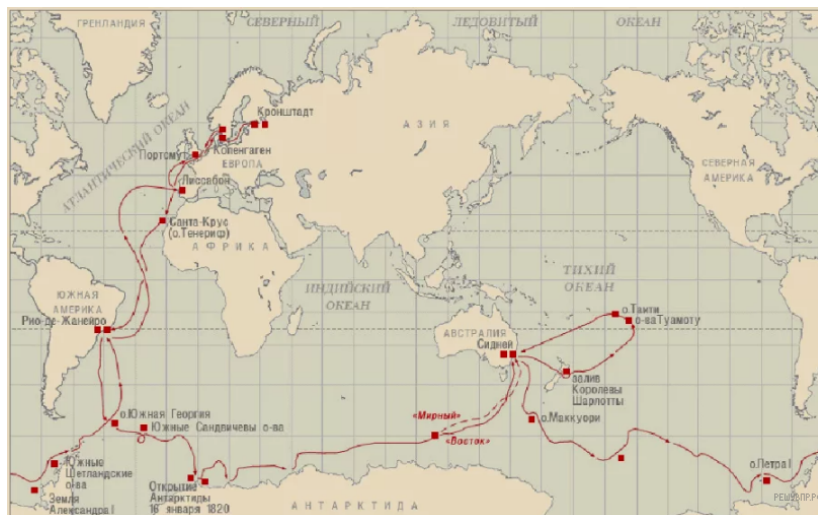 ГРЕНЛАНДИЯ
СЕВЕРНЫЙ
ЛЕДОВИТЫЙ
ОКЕАН
АТЛАНТИЧЕСКИЙ ОКЕАН
Кронштадт
Копенгаген
Портсмут
ЕВРОПА
АЗИЯ
СЕВЕРНАЯ
АМЕРИКА
Лиссабон
Санта-Крус
(о.Тенериф)
АФРИКА
ИНДИЙСКИЙ
ОКЕАН
ТИХИЙ
ОКЕАН
ЮЖНАЯ
АМЕРИКА
Рио-де-Жанейро
о.Таити
о-ва Туамоту
АВСТРАЛИЯ
Сидней
залив
Королевы
Шарлотты
о.Южная Георгия
Южные Сандвичевы о-ва
«Мирный»
«Восток»
о.Маккуори
Южные
Шетландские
о-ва
Земля
Александра I
Открытие
Антарктиды
16 января 1820
АНТАРКТИДА
о.Петра I